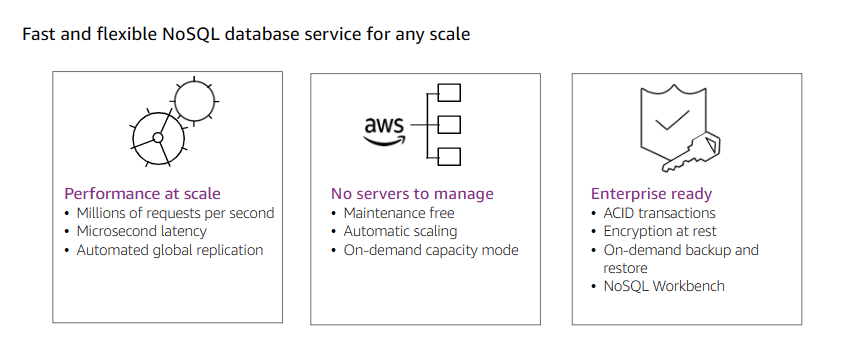 Fast and flexible NoSQL database service for any scale
aws
Performance at scale
• Millions of requests per second
• Microsecond latency
• Automated global replication
No servers to manage
• Maintenance free
• Automatic scaling
• On-demand capacity mode
Enterprise ready
• ACID transactions
• Encryption at rest
• On-demand backup and
restore
• NoSQL Workbench